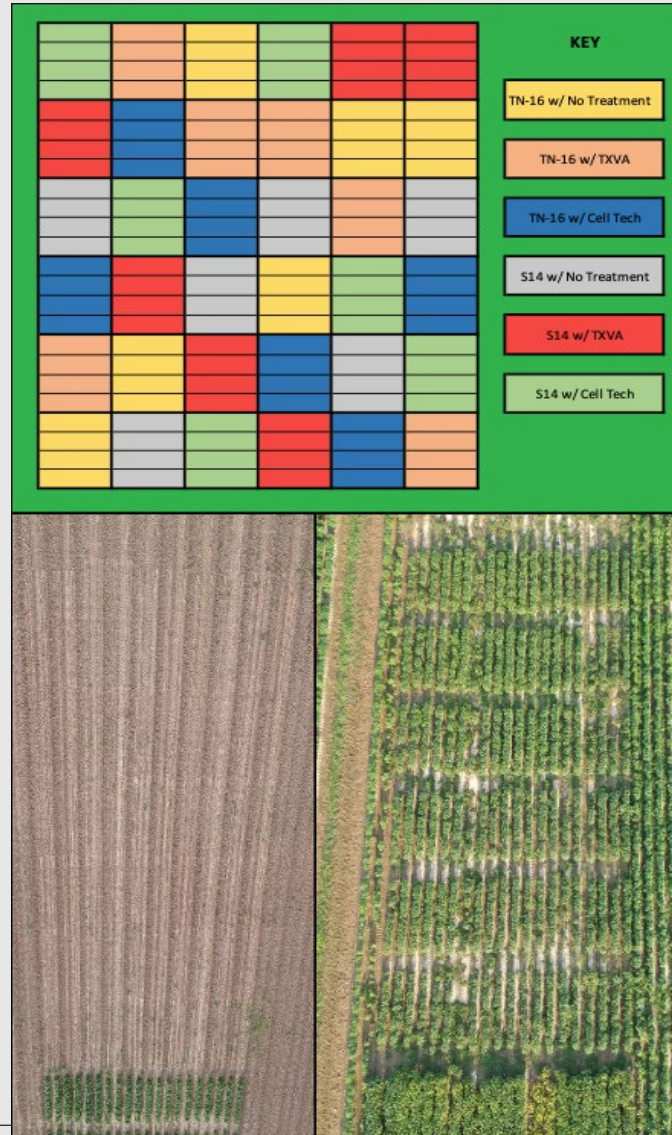 KEY
TN-16 w/ No Treatment
TN-16 w/ TXVA
TN-16 w/ Cell Tech
S14 w/ No Treatment
S14 w/ TXVA
S14 w/ Cell Tech